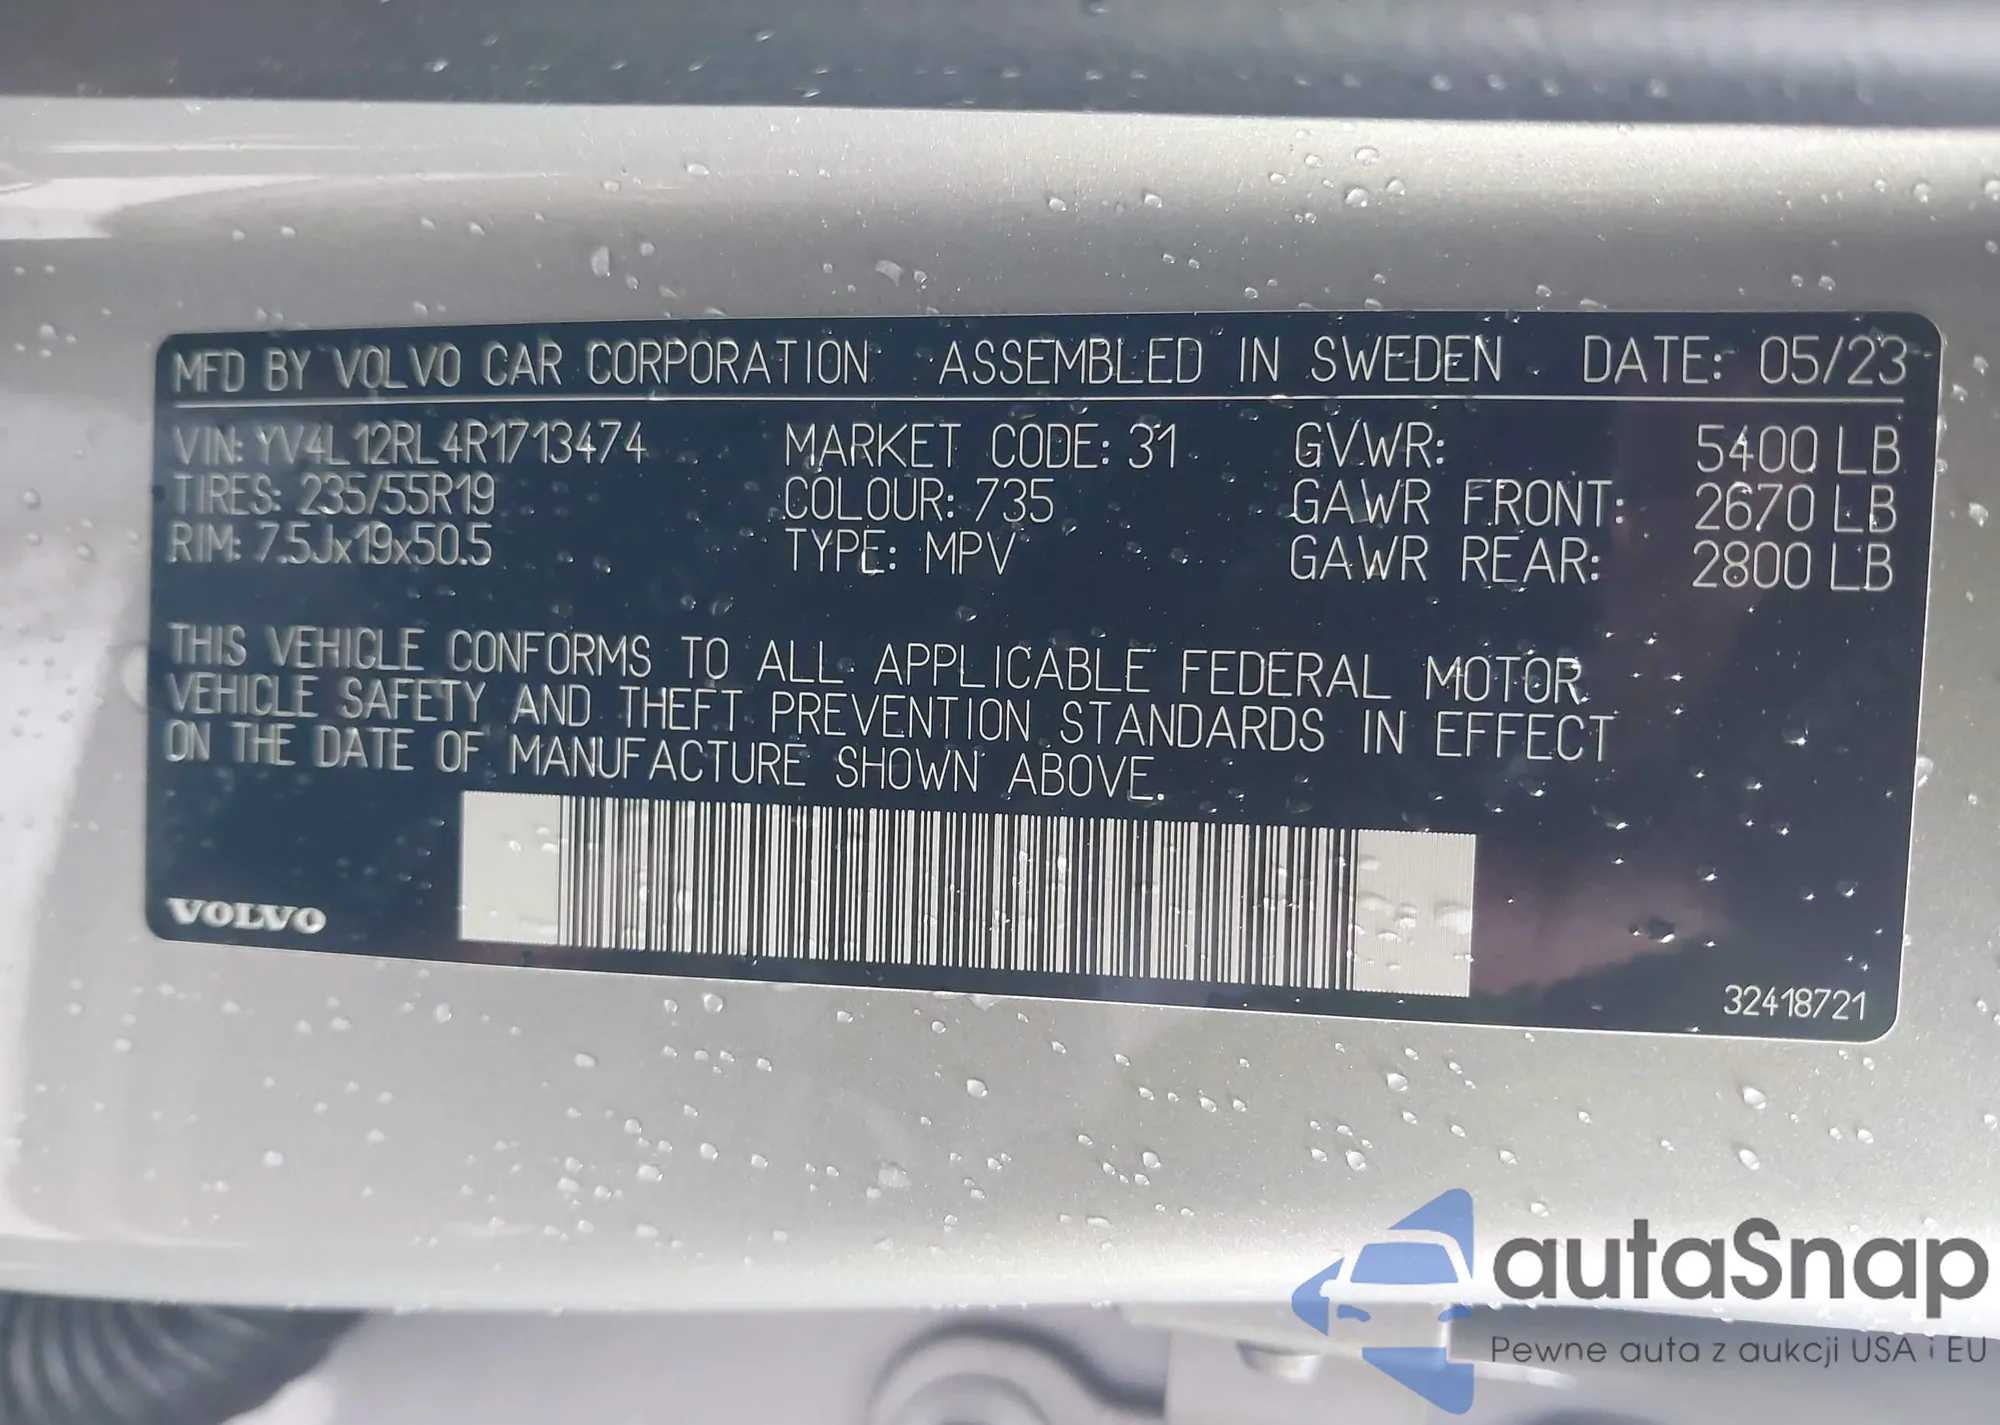 MFD BY VOLVO CAR CORPORATION ASSEMBLED IN SWEDEN DATE: 05/23
VIN: YV4L12RL4R1713474 MARKET CODE: 31 GVWR: 5400 LB
TIRES: 235/55R19 COLOUR: 735 GAWR FRONT: 2670 LB
RIM: 7.5Jx19x50.5 TYPE: MPV GAWR REAR: 2800 LB
THIS VEHICLE CONFORMS TO ALL APPLICABLE FEDERAL MOTOR
VEHICLE SAFETY AND THEFT PREVENTION STANDARDS IN EFFECT
ON THE DATE OF MANUFACTURE SHOWN ABOVE.
VOLVO
32418721
autaSnap
Pewne auta z aukcji USA i EU